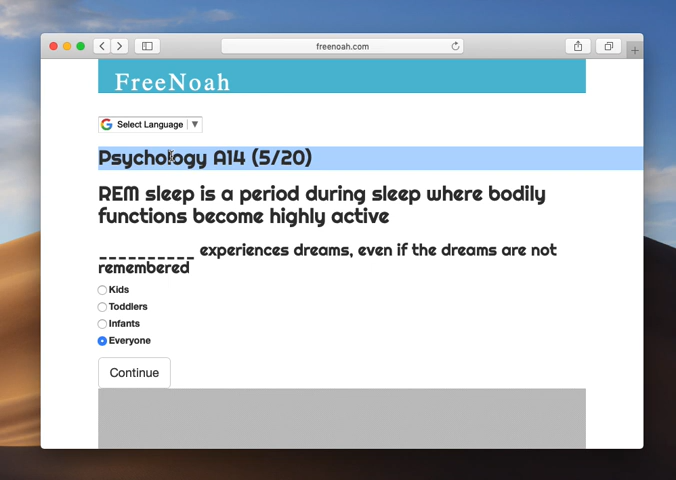 freenoah.com
FreeNoah
Select Language ▼
Psychology A14 (5/20)
REM sleep is a period during sleep where bodily
functions become highly active
__________ experiences dreams, even if the dreams are not
remembered
Kids
Toddlers
Infants
Everyone
Continue